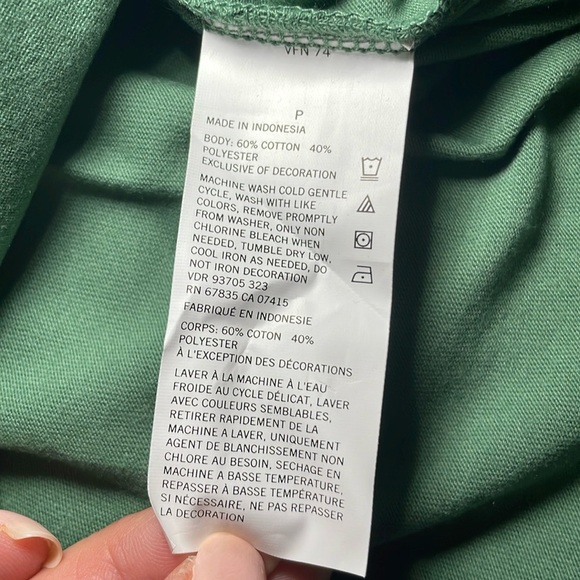 VFN 74
P
MADE IN INDONESIA
BODY: 60% COTTON 40%
POLYESTER
EXCLUSIVE OF DECORATION
MACHINE WASH COLD GENTLE
CYCLE, WASH WITH LIKE
COLORS, REMOVE PROMPTLY
FROM WASHER, ONLY NON
CHLORINE BLEACH WHEN
NEEDED, TUMBLE DRY LOW,
COOL IRON AS NEEDED, DO
NOT IRON DECORATION
VDR 93705 323
RN 67835 CA 07415
FABRIQUÉ EN INDONESIE
CORPS: 60% COTTON 40%
POLYESTER
À L'EXCEPTION DES DÉCORATIONS
LAVER À LA MACHINE À L'EAU
FROIDE AU CYCLE DÉLICAT, LAVER
AVEC COULEURS SEMBLABLES,
RETIRER RAPIDEMENT DE LA
MACHINE A LAVER, UNIQUEMENT
AGENT DE BLANCHISSEMENT NON
CHLORE AU BESOIN, SECHAGE EN
MACHINE A BASSE TEMPERATURE,
REPASSER À BASSE TEMPÉRATURE
SI NÉCESSAIRE, NE PAS REPASSER
LA DECORATION